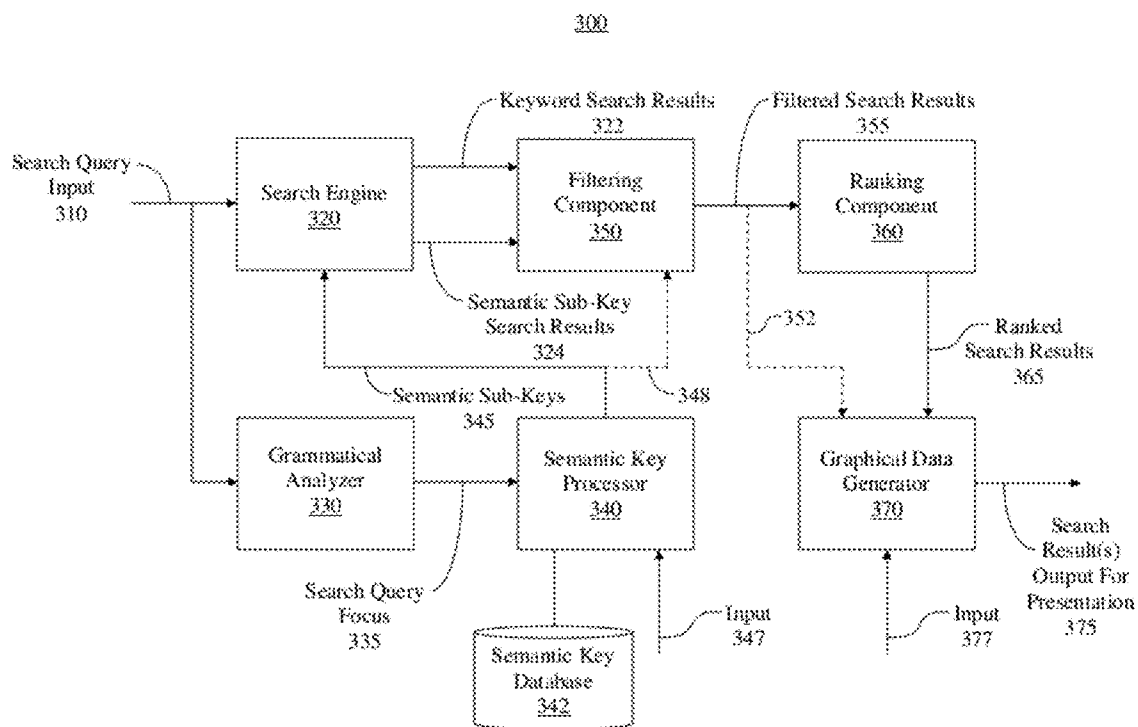 300
Keyword Search Results
322
Filtered Search Results
355
Search Query
Input
310
Search Engine
320
Filtering
Component
350
Ranking
Component
360
Semantic Sub-Key
Search Results
324
352
Ranked
Search Results
365
Semantic Sub-Keys
345
348
Grammatical
Analyzer
330
Semantic Key
Processor
340
Graphical Data
Generator
370
Search Query
Focus
335
Input
347
Input
377
Search
Result(s)
Output For
Presentation
375
Semantic Key
Database
342